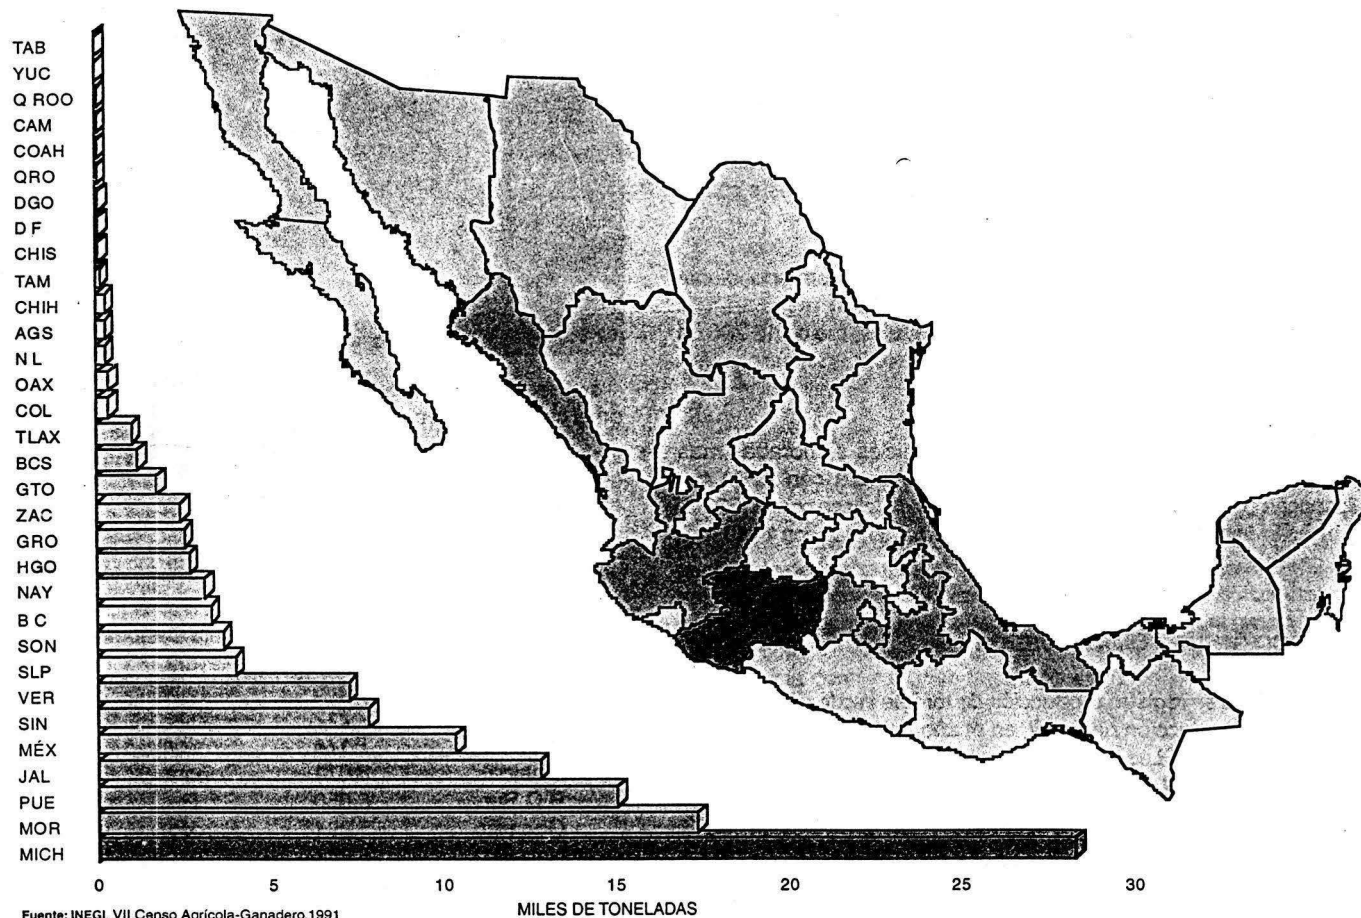 TAB
YUC
Q ROO
CAM
COAH
QRO
DGO
D F
CHIS
TAM
CHIH
AGS
N L
OAX
COL
TLAX
BCS
GTO
ZAC
GRO
HGO
NAY
B C
SON
SLP
VER
SIN
MÉX
JAL
PUE
MOR
MICH
0 5 10 15 20 25 30
MILES DE TONELADAS
Fuente: INEGI. VII Censo Agrícola-Ganadero, 1991